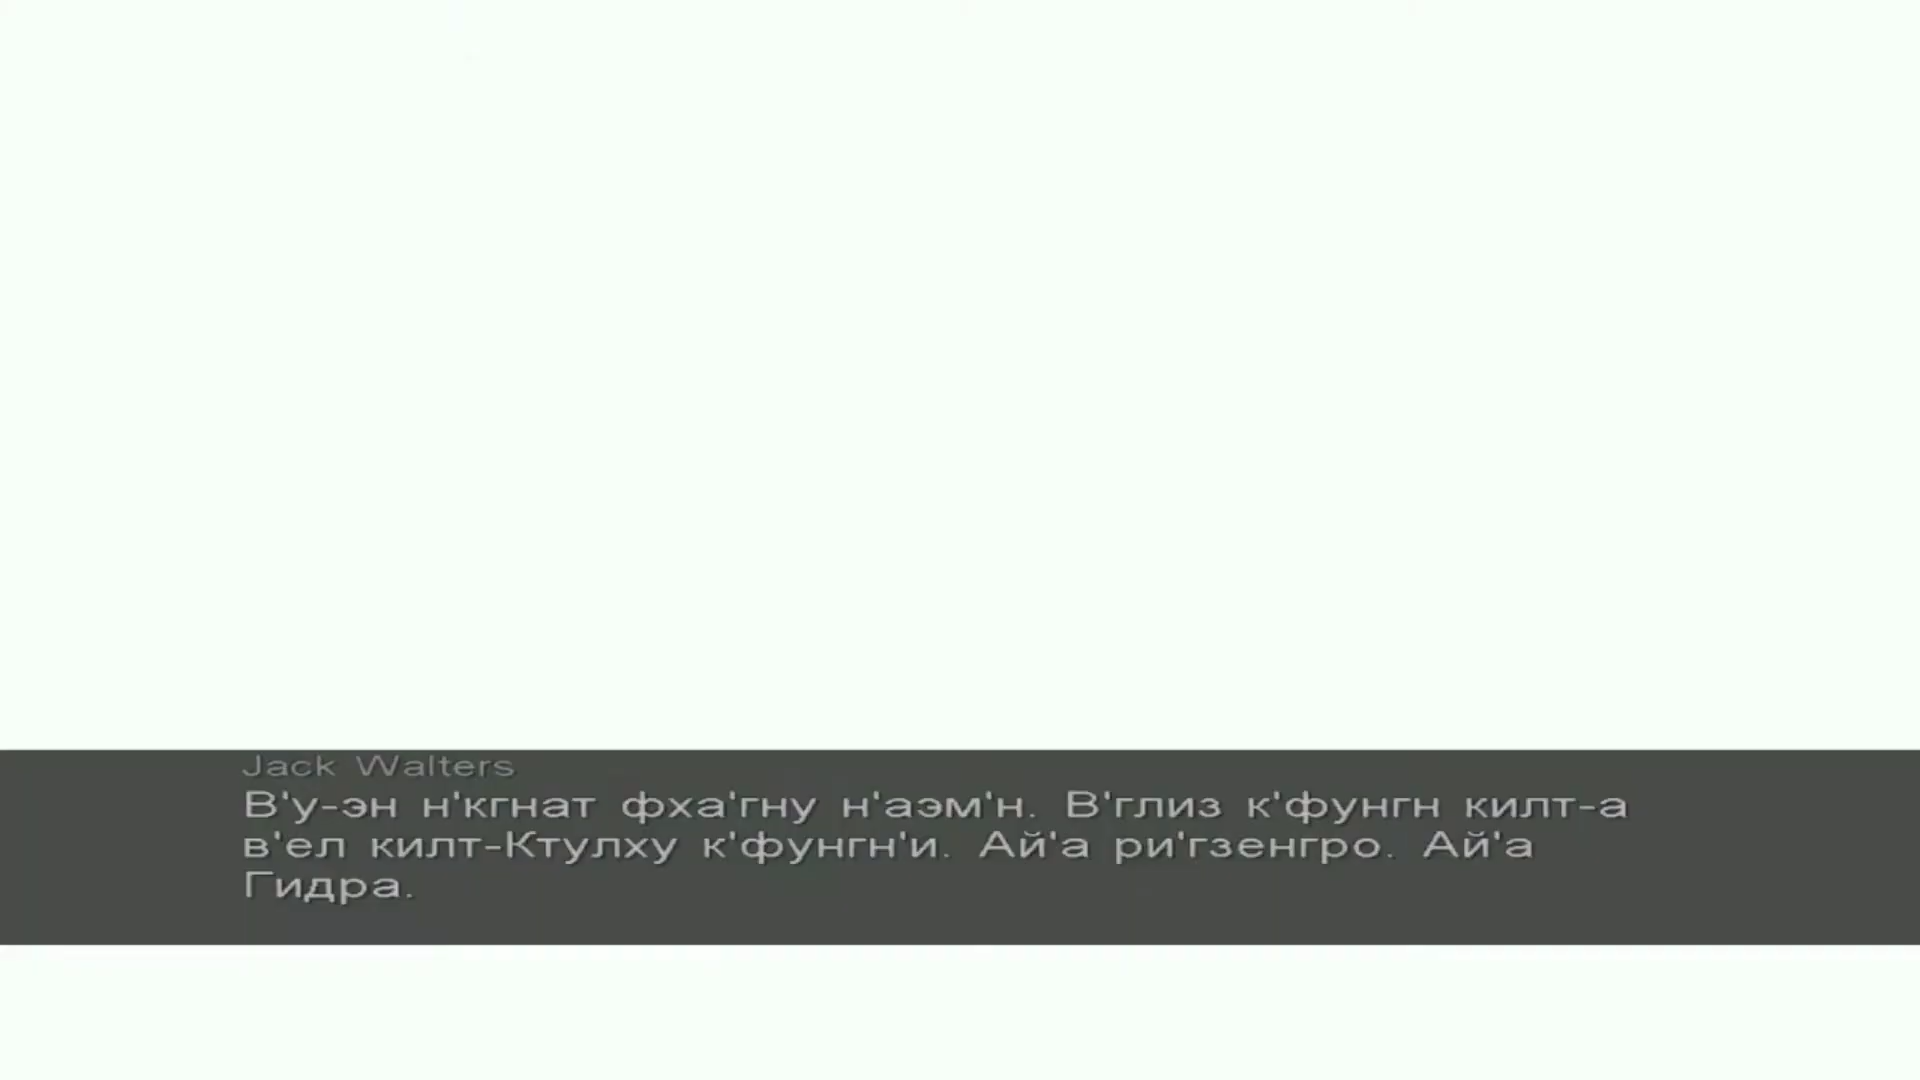 Jack Walters
В'у-эн н'кгнат фха'гну н'аэм'н. В'глиз к'фунгн килт-а
в'ел килт-Ктулху к'фунгн'и. Ай'а ри'гзенгро. Ай'а
Гидра.